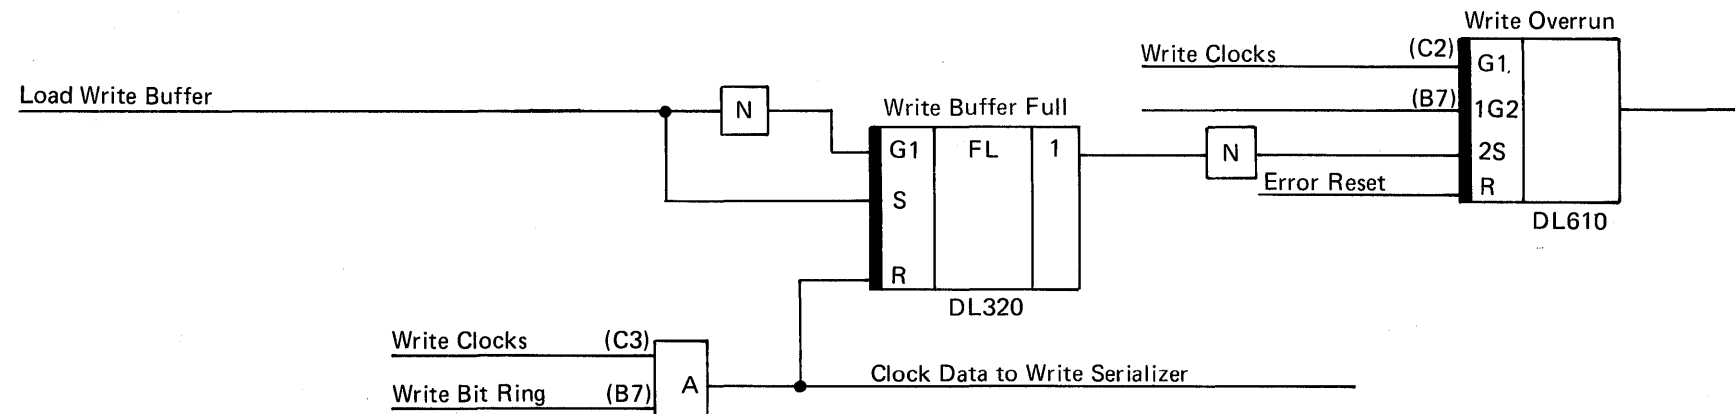 Write Overrun
Write Clocks (C2) G1
Load Write Buffer
N
Write Buffer Full
(B7) 1G2
G1 FL 1
N
2S
Error Reset R
S
DL610
R
DL320
Write Clocks (C3)
A
Clock Data to Write Serializer
Write Bit Ring (B7)